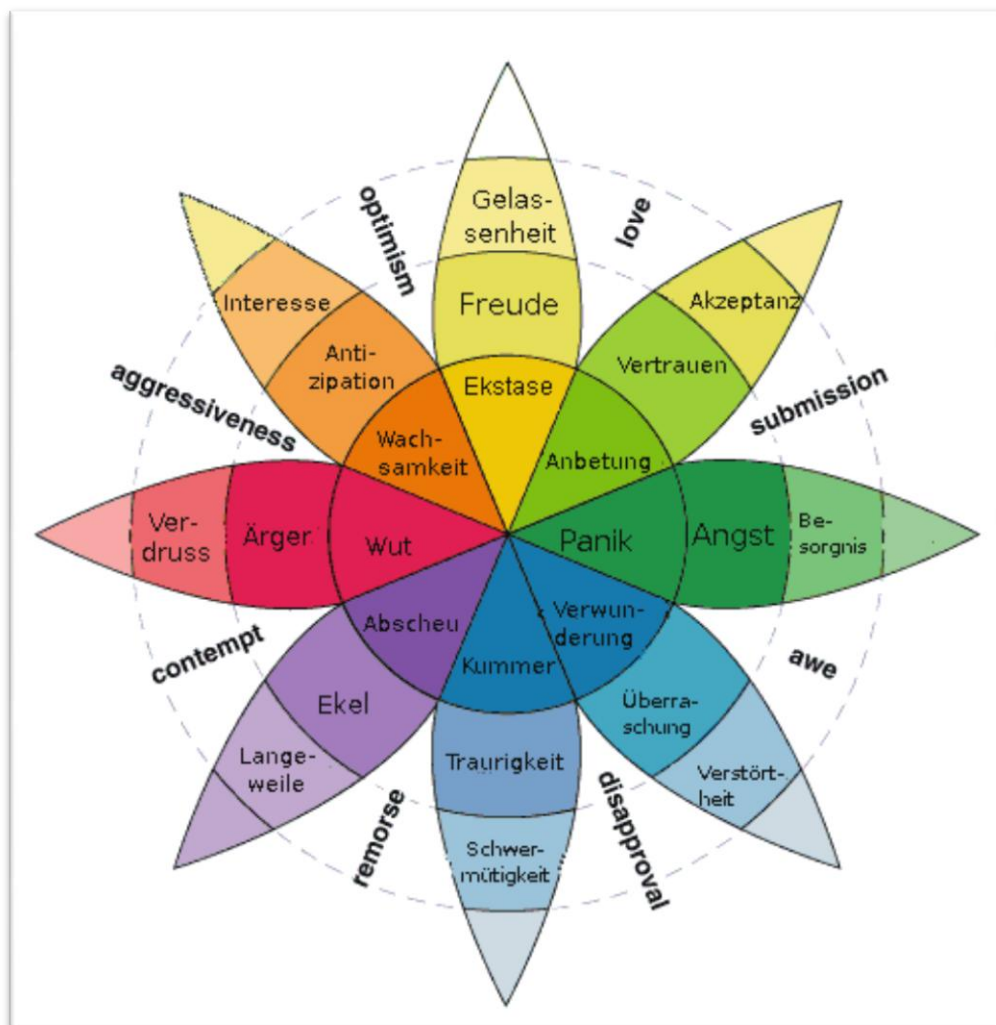 optimism
love
Gelas-
senheit
Interesse
Akzeptanz
Freude
Anti-
zipation
Vertrauen
aggressiveness
submission
Ekstase
Wach-
samkeit
Anbetung
Ver-
druss
Ärger
Wut
Panik
Angst
Be-
sorgnis
Abscheu
Verwun-
derung
contempt
awe
Kummer
Ekel
Überra-
schung
Lange-
weile
Traurigkeit
Verstört-
heit
remorse
disapproval
Schwer-
mütigkeit